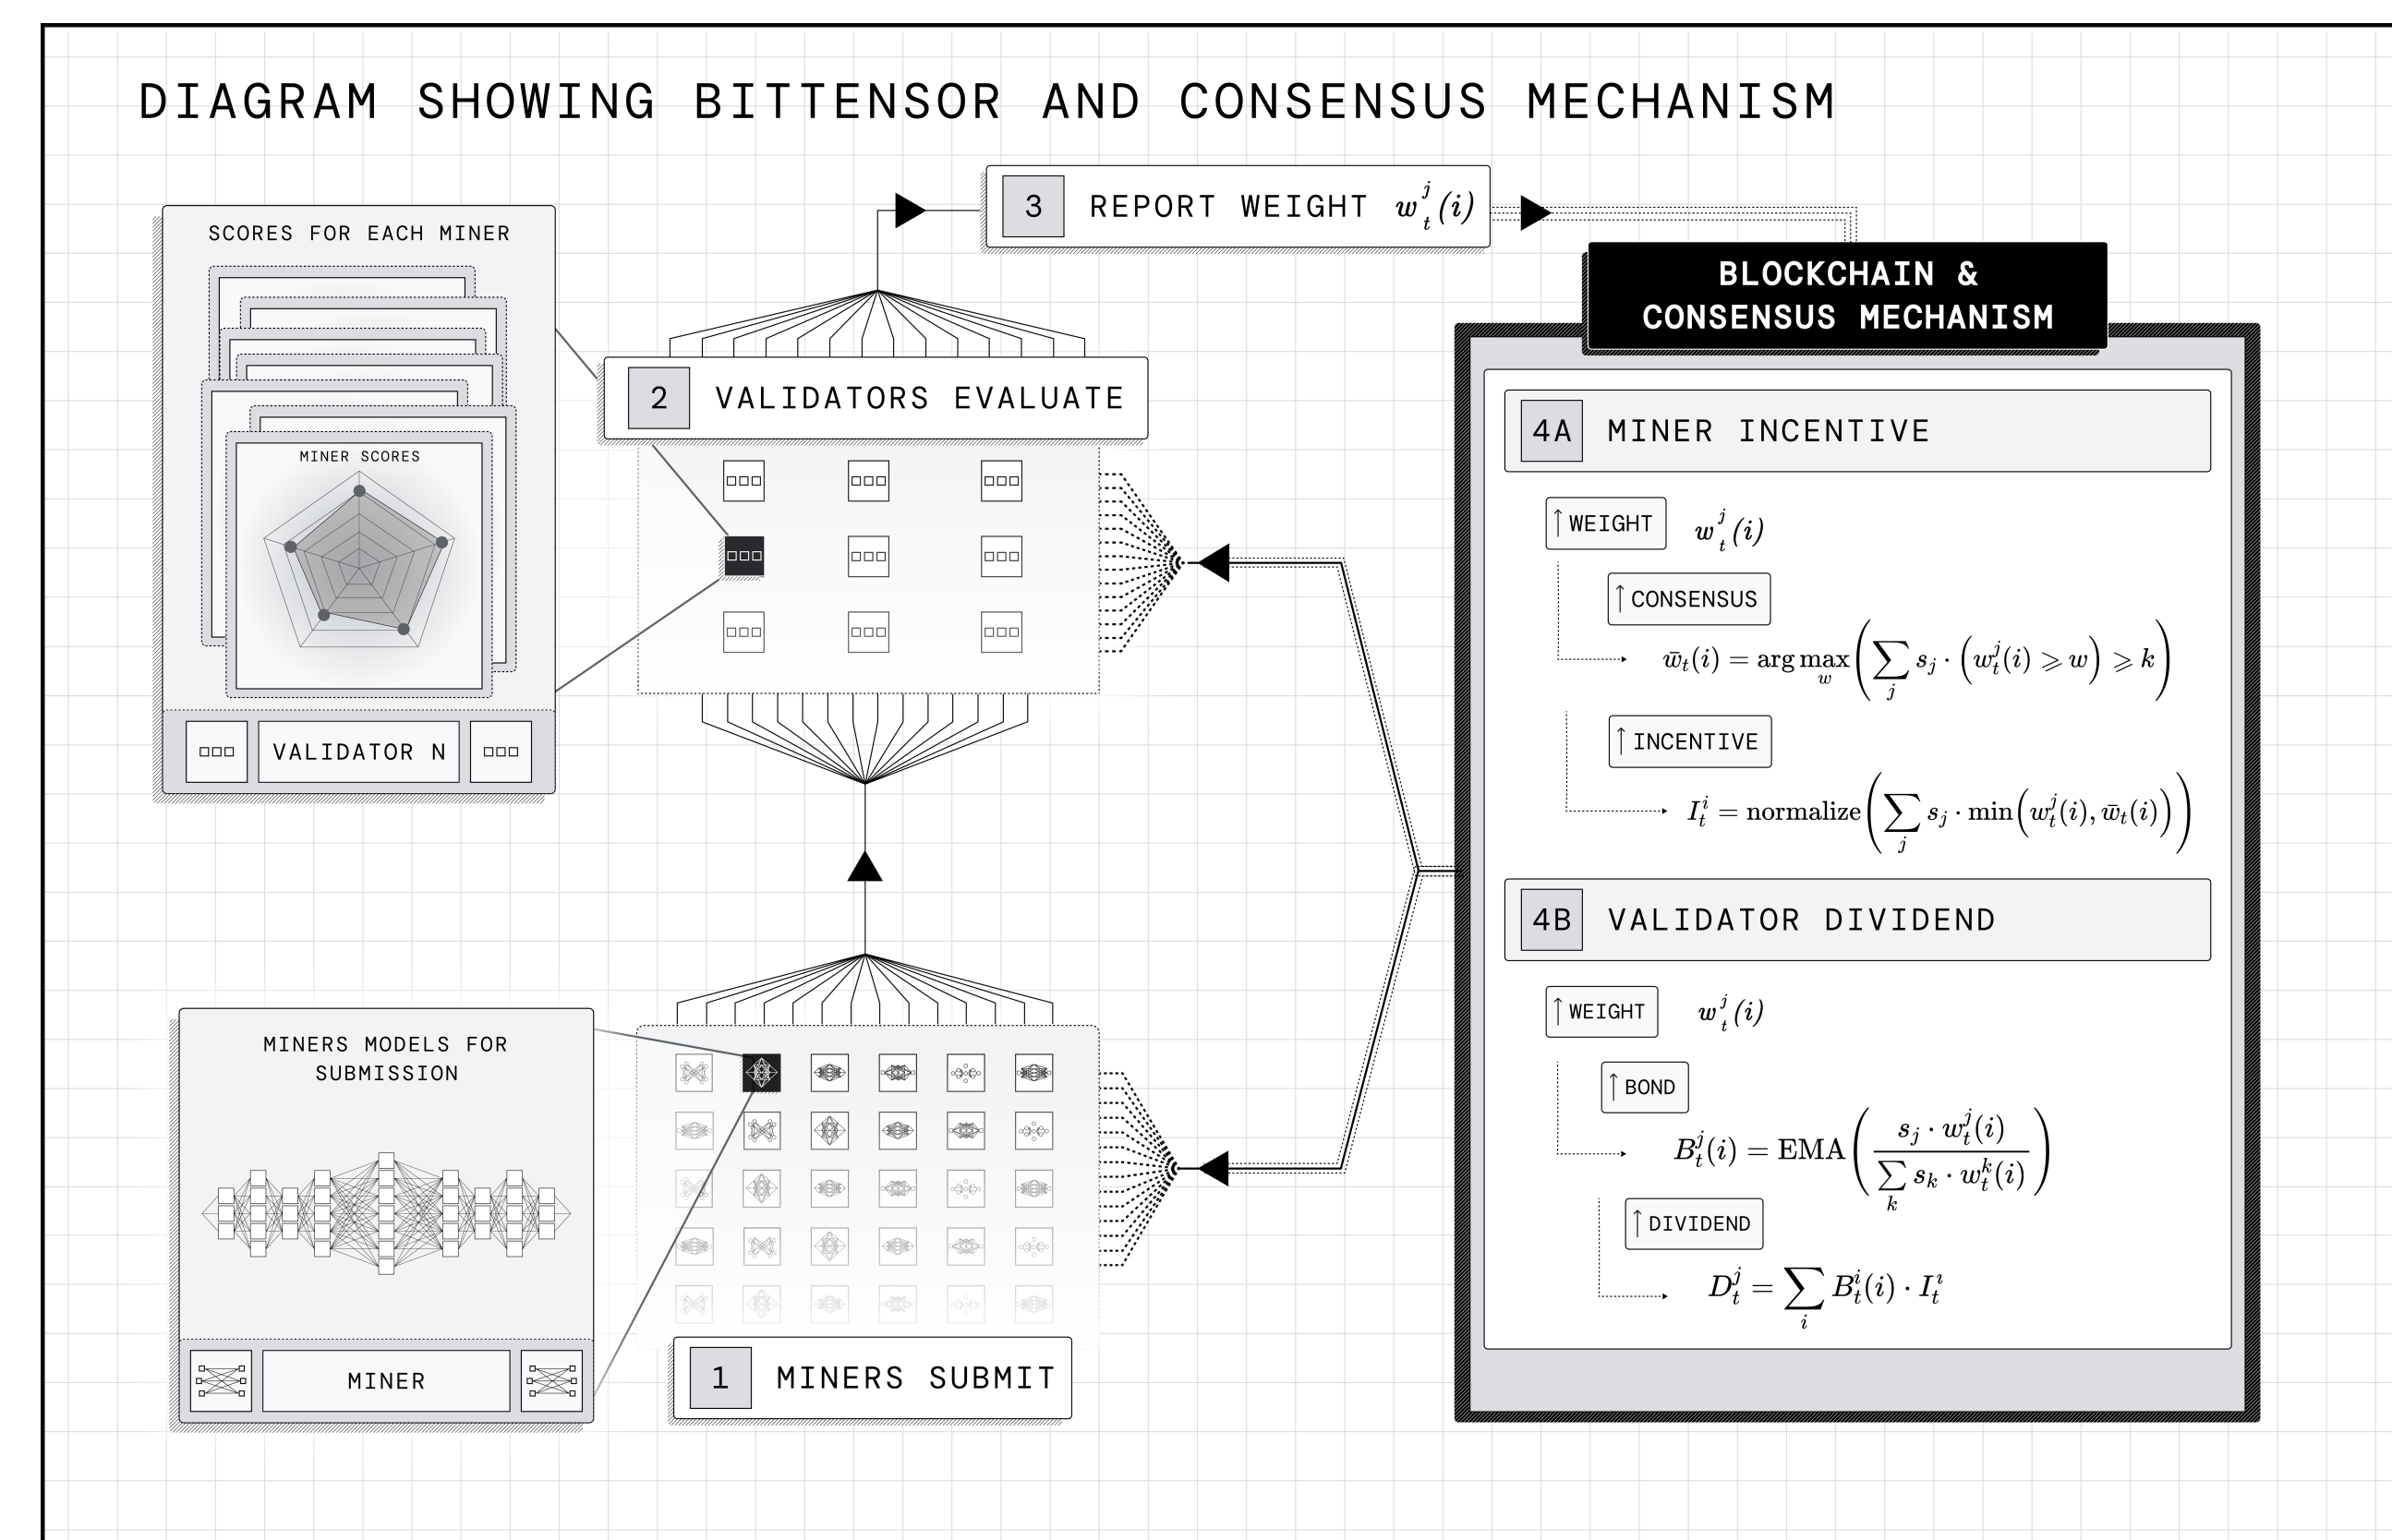 DIAGRAM SHOWING BITTENSOR AND CONSENSUS MECHANISM
3 REPORT WEIGHT w_t^j(i)
SCORES FOR EACH MINER
MINER SCORES
VALIDATOR N
2 VALIDATORS EVALUATE
BLOCKCHAIN &
CONSENSUS MECHANISM
4A MINER INCENTIVE
↑ WEIGHT w_t^j(i)
↑ CONSENSUS
w̄_t(i) = arg max_w (∑_j s_j · (w_t^j(i) ⩾ w) ⩾ k)
↑ INCENTIVE
I_t^i = normalize(∑_j s_j · min(w_t^j(i), w̄_t(i)))
4B VALIDATOR DIVIDEND
↑ WEIGHT w_t^j(i)
↑ BOND
B_t^j(i) = EMA(s_j · w_t^j(i) / ∑_k s_k · w_t^k(i))
↑ DIVIDEND
D_t^j = ∑_i B_t^i(i) · I_t^i
MINERS MODELS FOR
SUBMISSION
MINER
1 MINERS SUBMIT